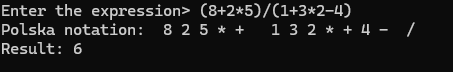 Enter the expression> (8+2*5)/(1+3*2-4)
Polska notation:  8 2 5 * +   1 3 2 * + 4 -  /
Result: 6